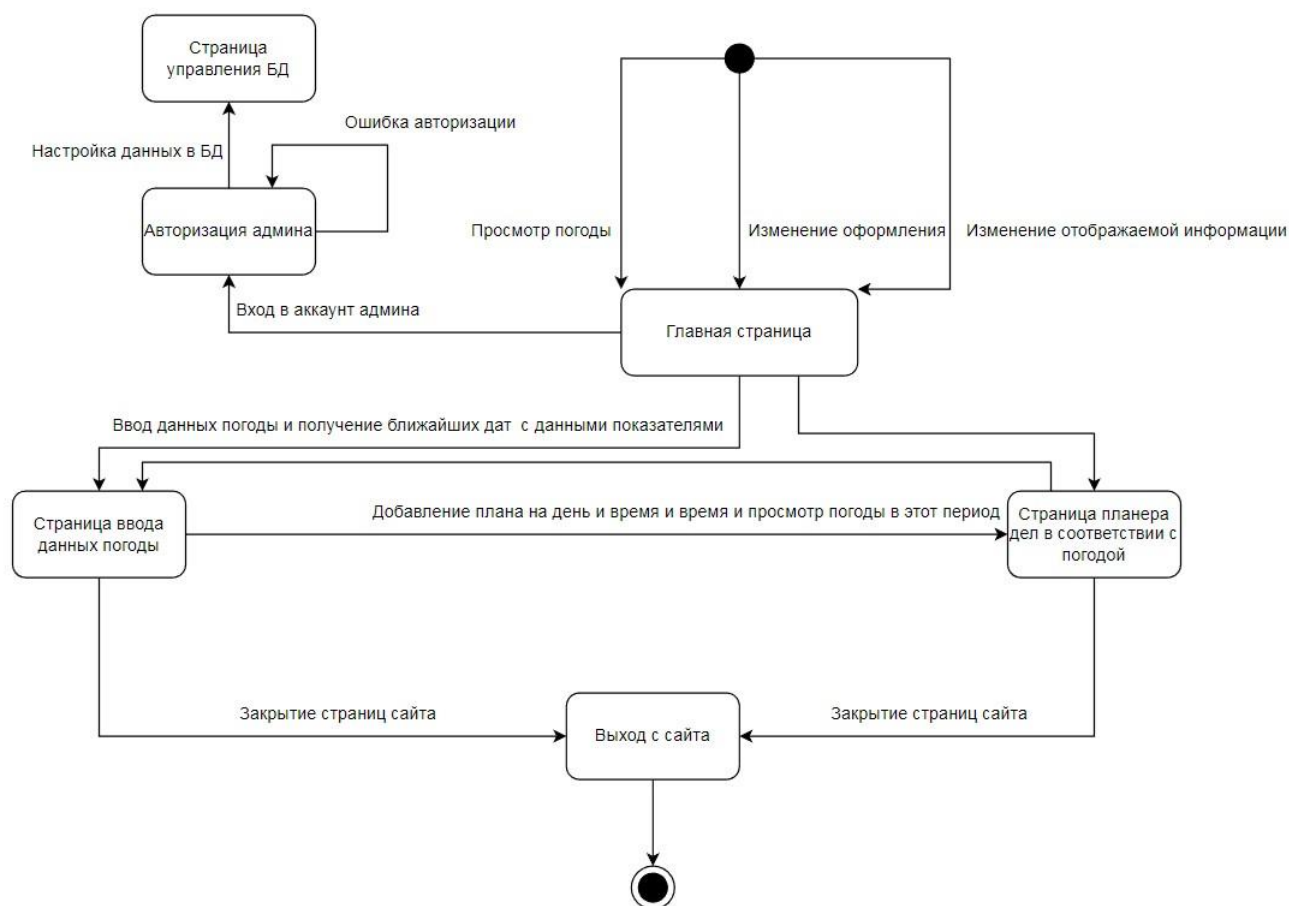 Страница
управления БД
Ошибка авторизации
Настройка данных в БД
Авторизация админа
Просмотр погоды
Изменение оформления
Изменение отображаемой информации
Вход в аккаунт админа
Главная страница
Ввод данных погоды и получение ближайших дат с данными показателями
Страница ввода
данных погоды
Добавление плана на день и время и время и просмотр погоды в этот период
Страница планера
дел в соответствии с
погодой
Закрытие страниц сайта
Выход с сайта
Закрытие страниц сайта